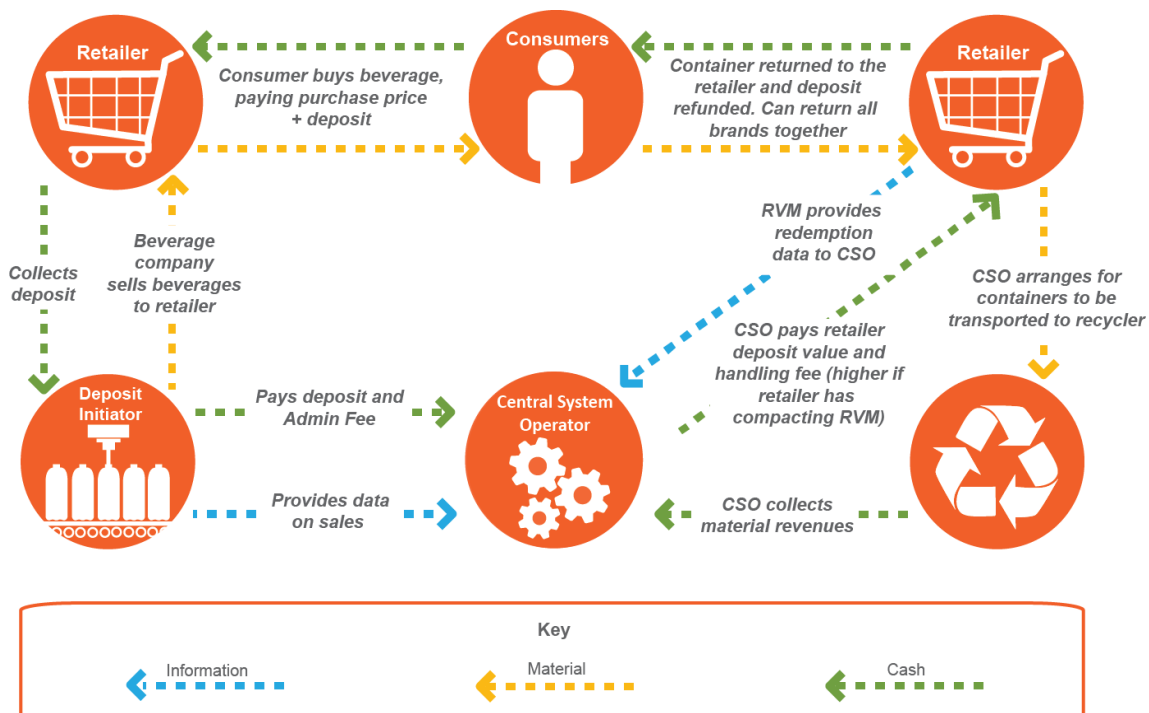 Retailer
Consumers
Retailer
Consumer buys beverage,
paying purchase price
+ deposit
Container returned to the
retailer and deposit
refunded. Can return all
brands together
Collects
deposit
Beverage
company
sells beverages
to retailer
RVM provides
redemption
data to CSO
CSO arranges for
containers to be
transported to recycler
CSO pays retailer
deposit value and
handling fee (higher if
retailer has
compacting RVM)
Deposit
Initiator
Pays deposit and
Admin Fee
Central System
Operator
Provides data
on sales
CSO collects
material revenues
Key
Information
Material
Cash